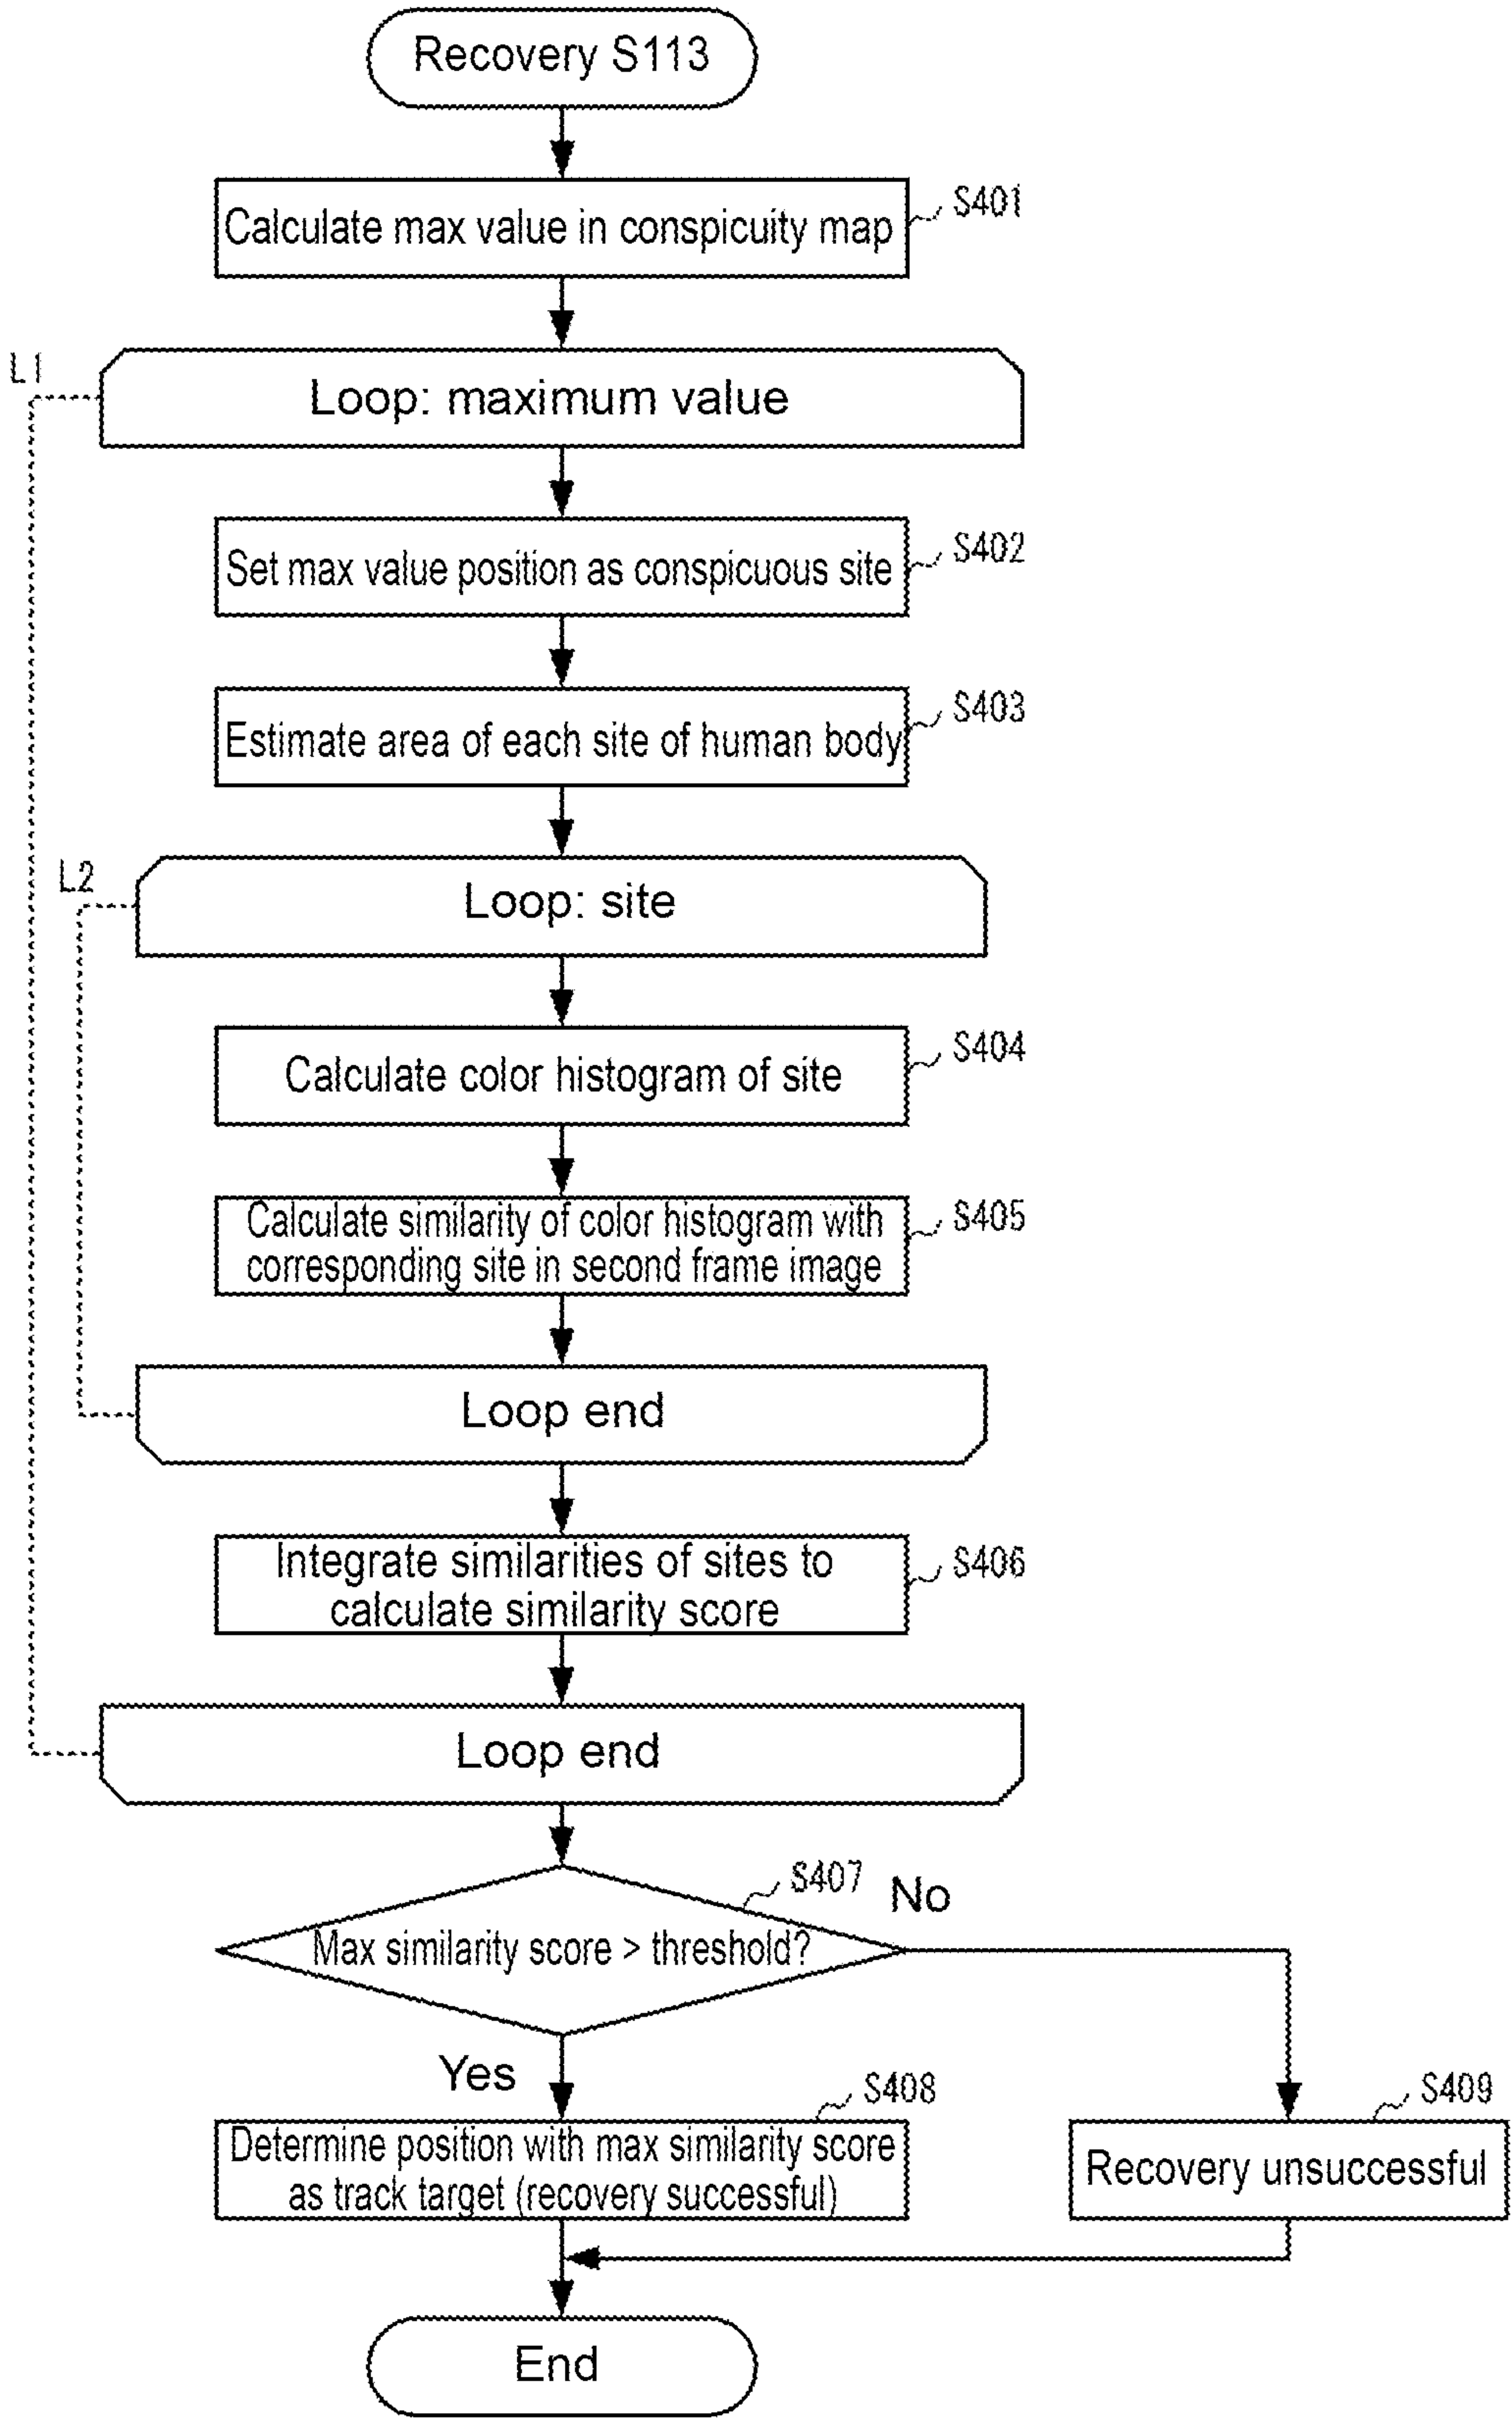 Recovery S113
S401
Calculate max value in conspicuity map
L1
Loop: maximum value
S402
Set max value position as conspicuous site
S403
Estimate area of each site of human body
L2
Loop: site
S404
Calculate color histogram of site
S405
Calculate similarity of color histogram with
corresponding site in second frame image
Loop end
S406
Integrate similarities of sites to
calculate similarity score
Loop end
S407
No
Max similarity score > threshold?
Yes
S408
S409
Determine position with max similarity score
as track target (recovery successful)
Recovery unsuccessful
End